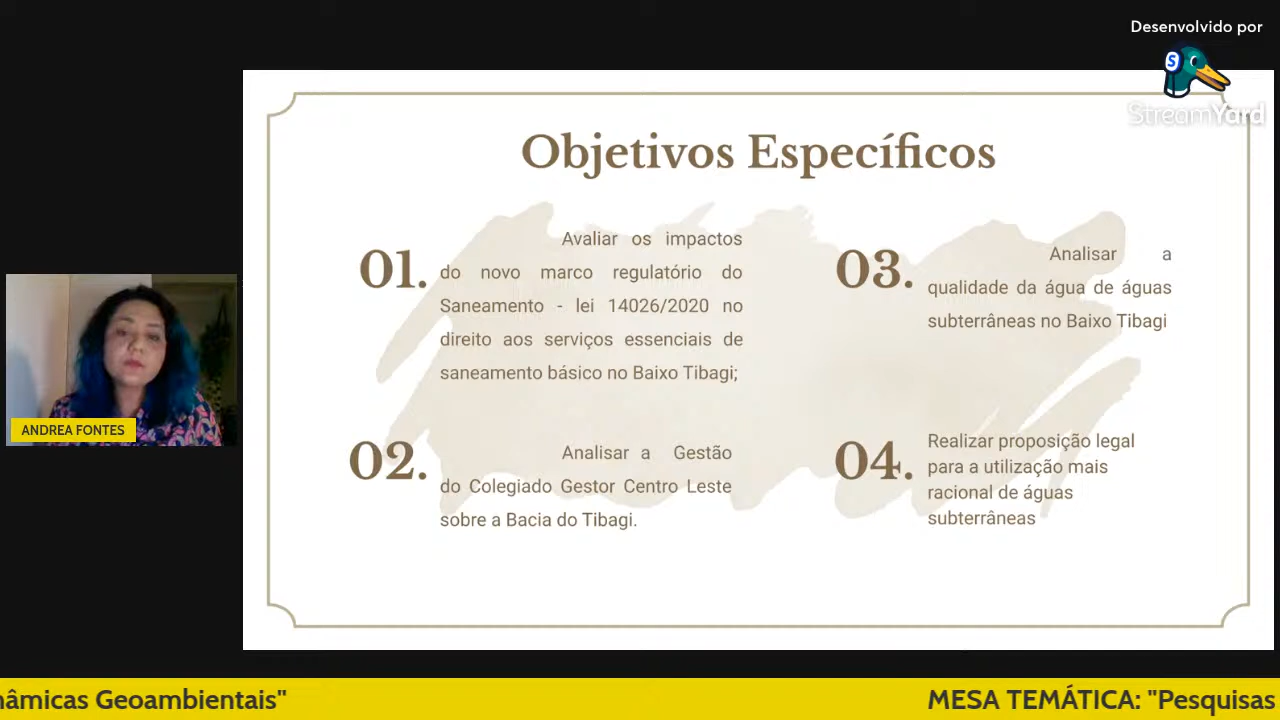 Desenvolvido por
StreamYard
Objetivos Específicos
01.
Avaliar os impactos
do novo marco regulatório do
Saneamento - lei 14026/2020 no
direito aos serviços essenciais de
saneamento básico no Baixo Tibagi;
02.
Analisar a Gestão
do Colegiado Gestor Centro Leste
sobre a Bacia do Tibagi.
03.
Analisar a
qualidade da água de águas
subterrâneas no Baixo Tibagi
04.
Realizar proposição legal
para a utilização mais
racional de águas
subterrâneas
ANDREA FONTES
nâmicas Geoambientais"
MESA TEMÁTICA: "Pesquisas